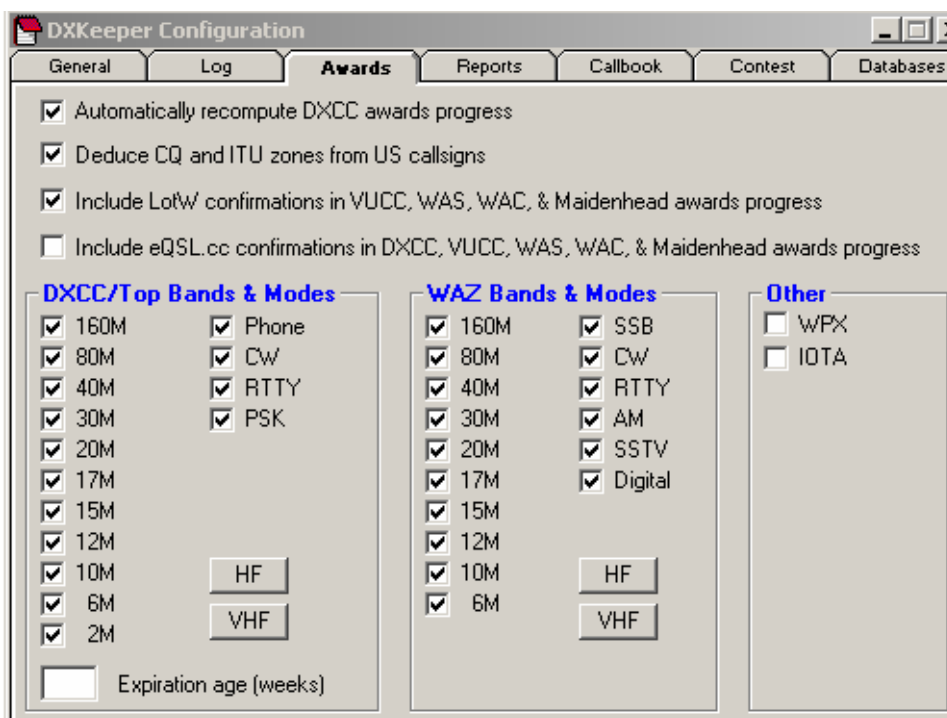 DXKeeper Configuration
General Log Awards Reports Callbook Contest Databases
Automatically recompute DXCC awards progress
Deduce CQ and ITU zones from US callsigns
Include LotW confirmations in VUCC, WAS, WAC, & Maidenhead awards progress
Include eQSL.cc confirmations in DXCC, VUCC, WAS, WAC, & Maidenhead awards progress
DXCC/Top Bands & Modes WAZ Bands & Modes Other
160M Phone 160M SSB WPX
80M CW 80M CW IOTA
40M RTTY 40M RTTY
30M PSK 30M AM
20M 20M SSTV
17M 17M Digital
15M 15M
12M 12M
10M HF 10M HF
6M 6M
2M VHF VHF
Expiration age (weeks)